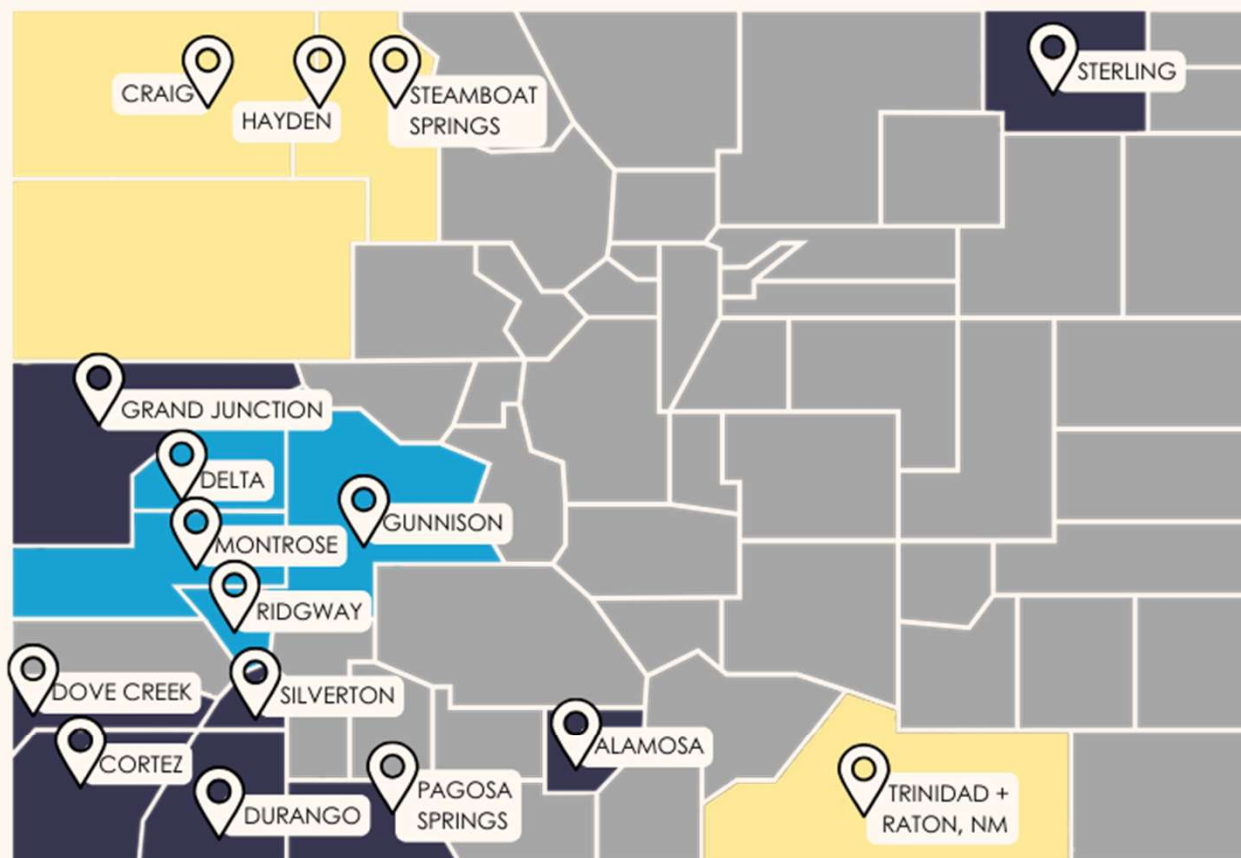 CRAIG
HAYDEN
STEAMBOAT
SPRINGS
STERLING
GRAND JUNCTION
DELTA
GUNNISON
MONTROSE
RIDGWAY
DOVE CREEK
SILVERTON
CORTEZ
ALAMOSA
DURANGO
PAGOSA
SPRINGS
TRINIDAD +
RATON, NM